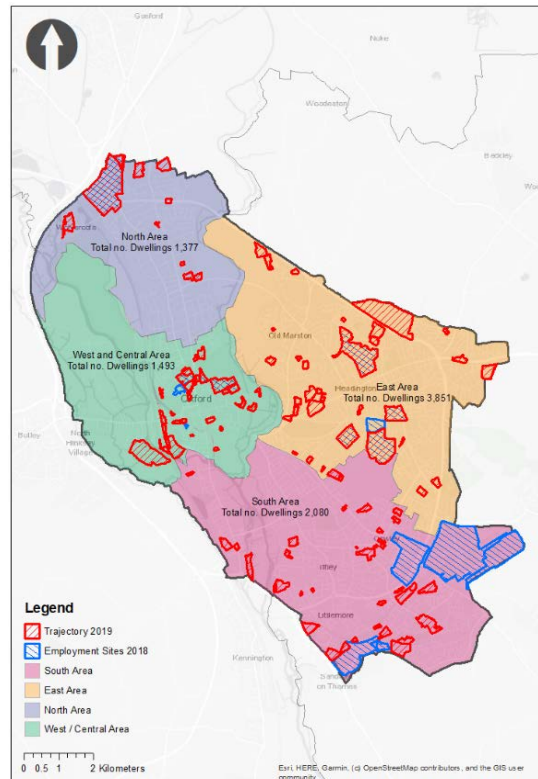 Nuke
Woodeaton
Beckley
North Area
Total no. Dwellings 1,377
Old Marston
West and Central Area
Total no. Dwellings 1,493
Headington
East Area
Total no. Dwellings 3,851
Oxford
Botley
North
Hinksey
Village
South Area
Total no. Dwellings 2,080
Littlemore
Kennington
on Thames
Legend
Trajectory 2019
Employment Sites 2018
South Area
East Area
North Area
West / Central Area
0 0.5 1 2 Kilometers
Esri, HERE, Garmin, (c) OpenStreetMap contributors, and the GIS user
community